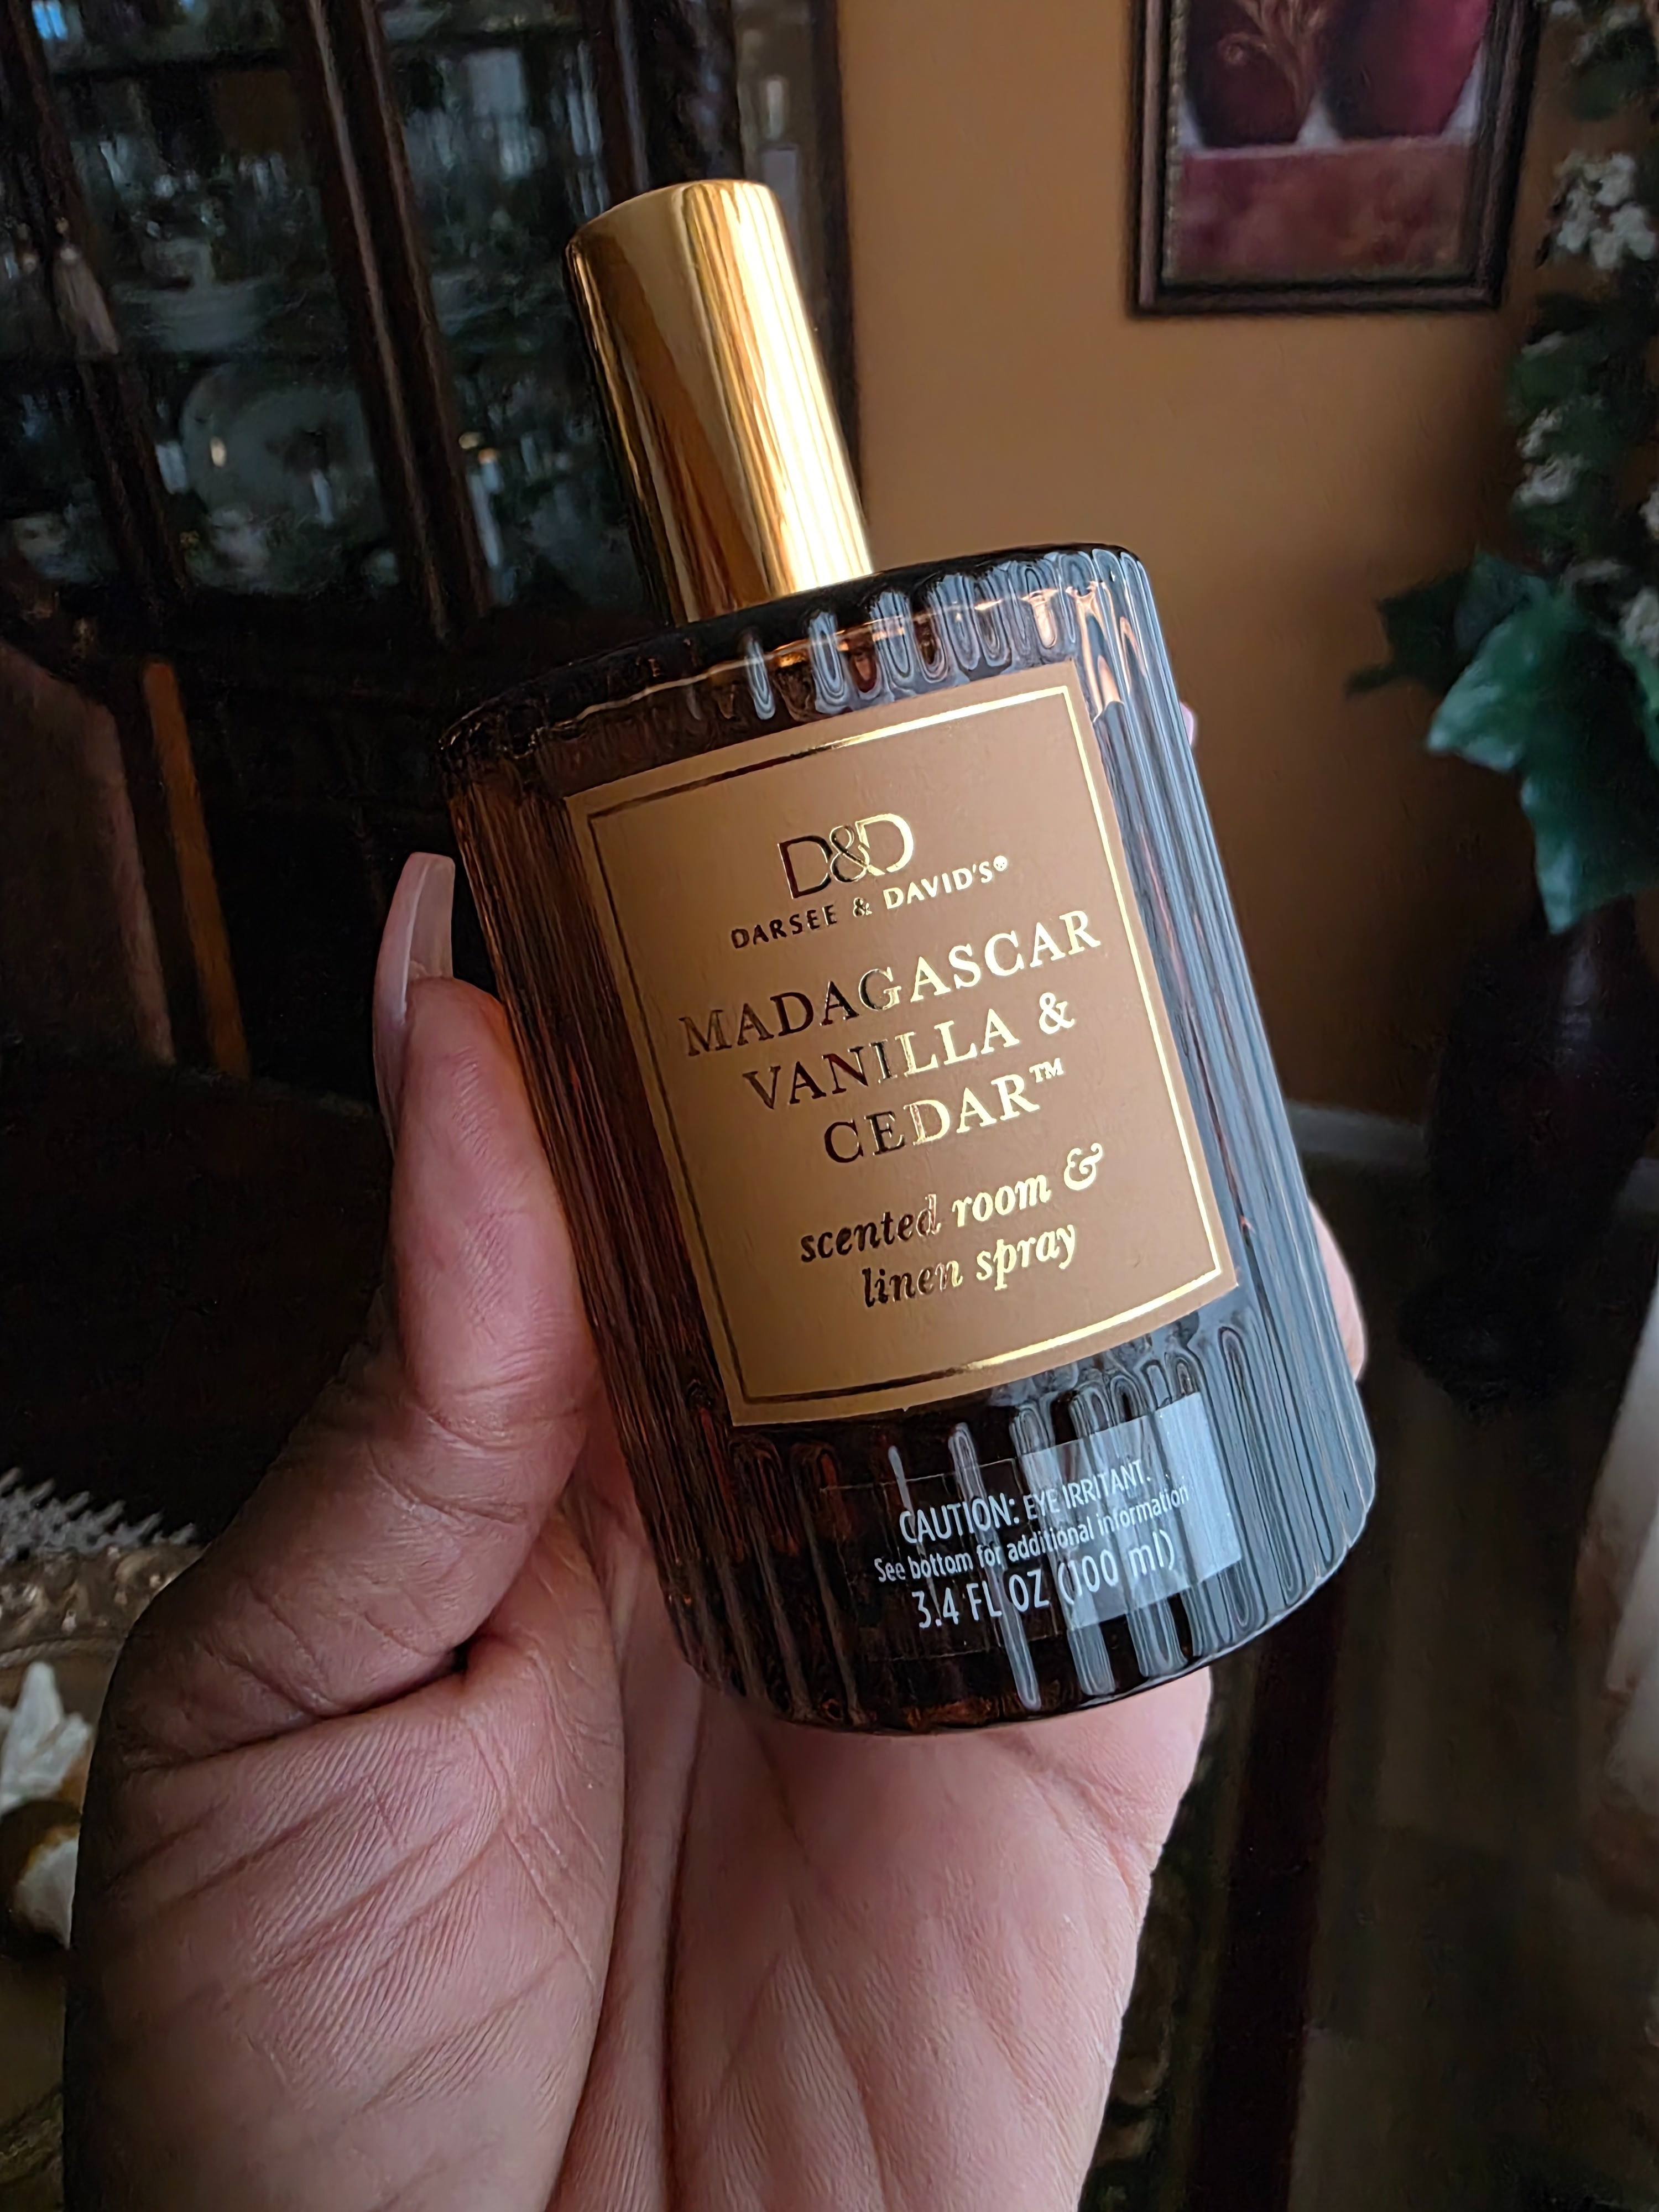 D&D
DARSEE & DAVID'S®
MADAGASCAR
VANILLA &
CEDAR™
scented room &
linen spray
CAUTION: EYE IRRITANT.
See bottom for additional information
3.4 FL OZ (100 ml)